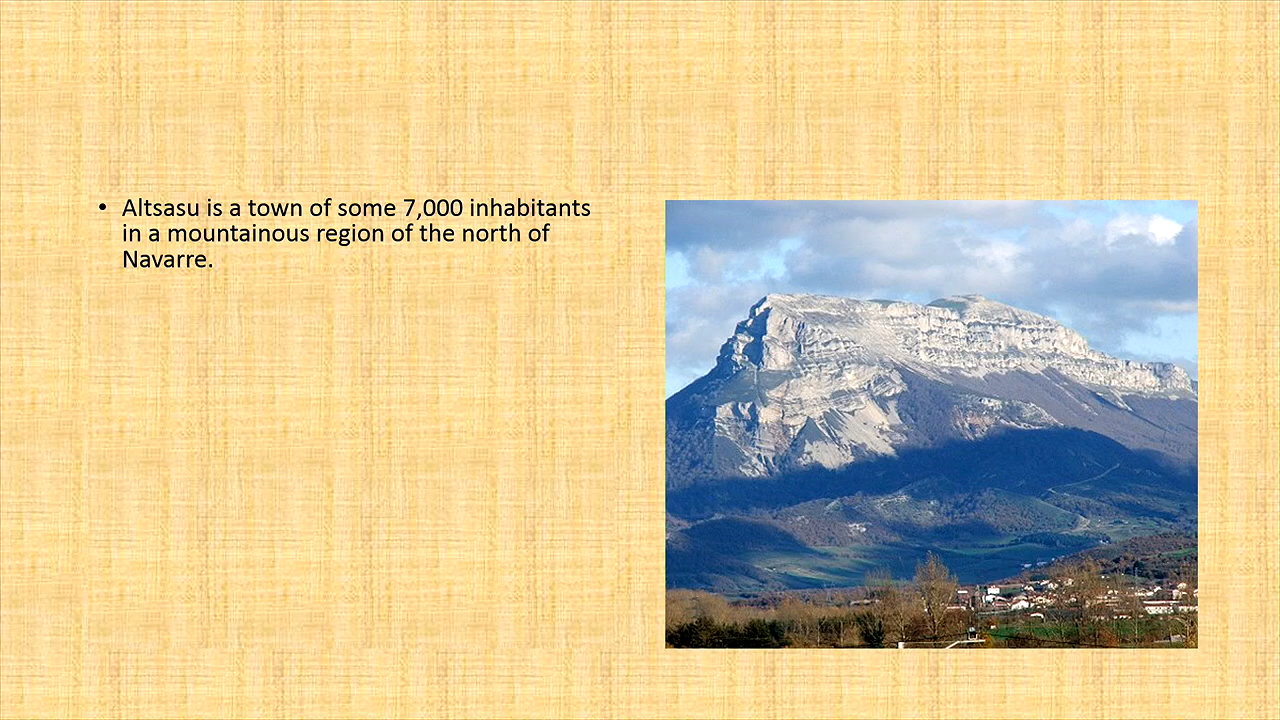 • Altsasu is a town of some 7,000 inhabitants
in a mountainous region of the north of
Navarre.